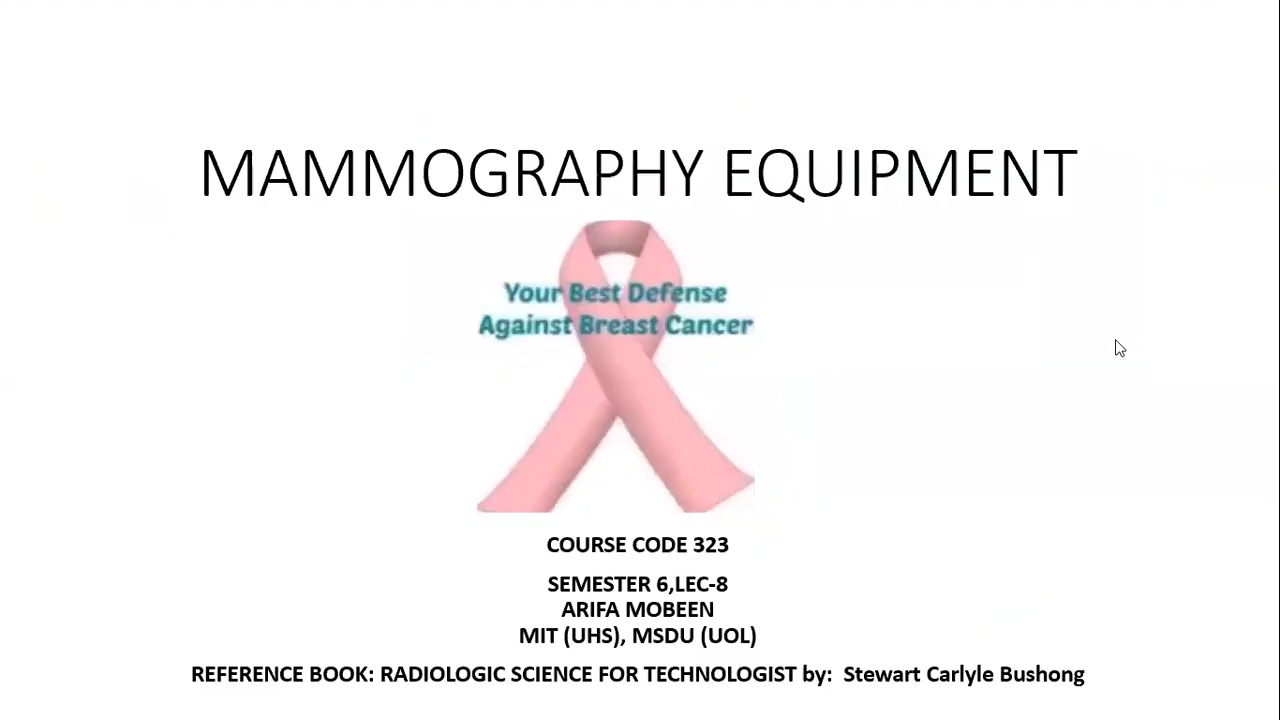 MAMMOGRAPHY EQUIPMENT
Your Best Defense
Against Breast Cancer
COURSE CODE 323
SEMESTER 6,LEC-8
ARIFA MOBEEN
MIT (UHS), MSDU (UOL)
REFERENCE BOOK: RADIOLOGIC SCIENCE FOR TECHNOLOGIST by:  Stewart Carlyle Bushong